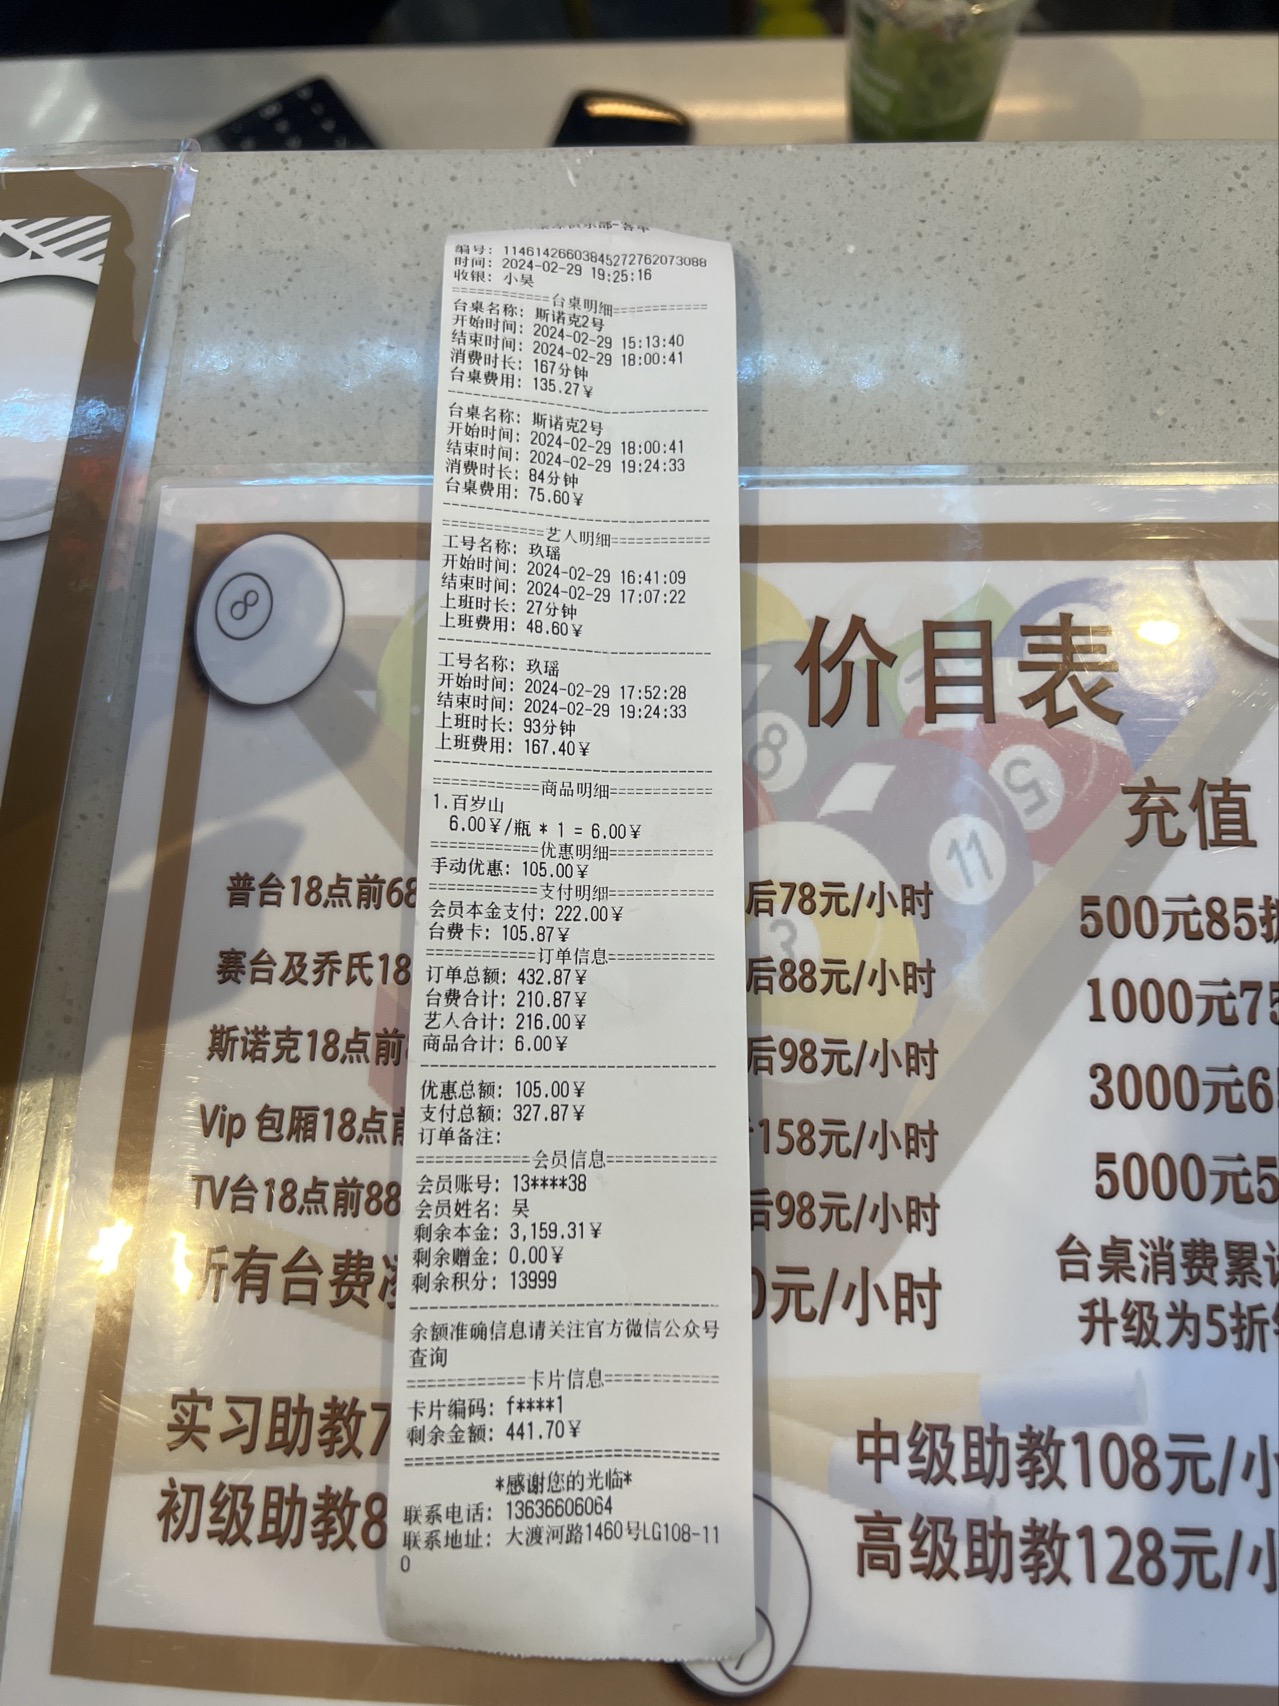 编号: 11461426603845272762073088
时间: 2024-02-29 19:25:16
收银: 小吴
===========台桌明细===========
台桌名称: 斯诺克2号
开始时间: 2024-02-29 15:13:40
结束时间: 2024-02-29 18:00:41
消费时长: 167分钟
台桌费用: 135.27¥
台桌名称: 斯诺克2号
开始时间: 2024-02-29 18:00:41
结束时间: 2024-02-29 19:24:33
消费时长: 84分钟
台桌费用: 75.60¥
===========艺人明细===========
工号名称: 玖瑶
开始时间: 2024-02-29 16:41:09
结束时间: 2024-02-29 17:07:22
上班时长: 27分钟
上班费用: 48.60¥
工号名称: 玖瑶
开始时间: 2024-02-29 17:52:28
结束时间: 2024-02-29 19:24:33
上班时长: 93分钟
上班费用: 167.40¥
===========商品明细===========
1.百岁山
6.00¥/瓶 * 1 = 6.00¥
===========优惠明细===========
手动优惠: 105.00¥
===========支付明细===========
会员本金支付: 222.00¥
台费卡: 105.87¥
===========订单信息===========
订单总额: 432.87¥
台费合计: 210.87¥
艺人合计: 216.00¥
商品合计: 6.00¥
优惠总额: 105.00¥
支付总额: 327.87¥
订单备注:
===========会员信息===========
会员账号: 13****38
会员姓名: 吴
剩余本金: 3,159.31¥
剩余赠金: 0.00¥
剩余积分: 13999
余额准确信息请关注官方微信公众号
查询
===========卡片信息===========
卡片编码: f****1
剩余金额: 441.70¥
*感谢您的光临*
联系电话: 13636606064
联系地址: 大渡河路1460号LG108-11
0
价目表
普台18点前68
后78元/小时
赛台及乔氏18
后88元/小时
斯诺克18点前
后98元/小时
Vip 包厢18点前
158元/小时
TV台18点前88
后98元/小时
所有台费
0元/小时
实习助教7
初级助教8
中级助教108元/小
高级助教128元/小
充值
500元85折
1000元75
3000元6
5000元5
台桌消费累
升级为5折
8
8
5
11
3